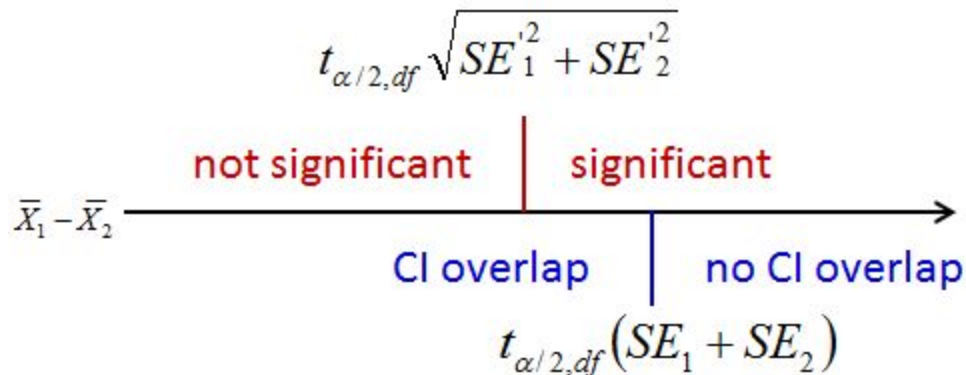 t_{α/2,df} √(SE'₁² + SE'₂²)
not significant significant
X̄₁ − X̄₂
CI overlap no CI overlap
t_{α/2,df}(SE₁ + SE₂)